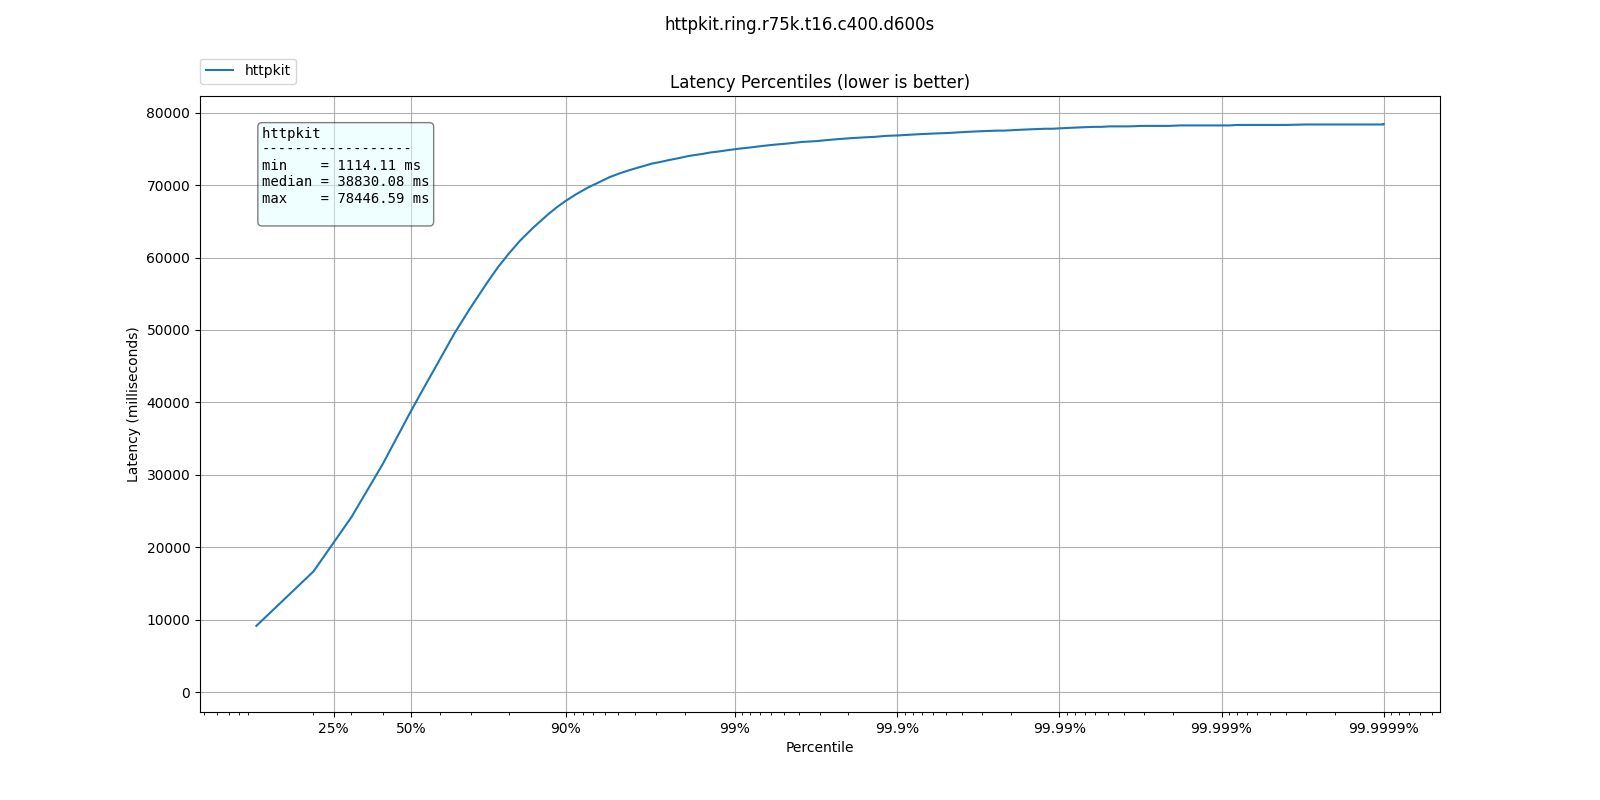 httpkit.ring.r75k.t16.c400.d600s
httpkit
Latency Percentiles (lower is better)
80000
70000
60000
50000
40000
30000
20000
10000
0
Latency (milliseconds)
httpkit
------------------
min    = 1114.11 ms
median = 38830.08 ms
max    = 78446.59 ms
25% 50% 90% 99% 99.9% 99.99% 99.999% 99.9999%
Percentile